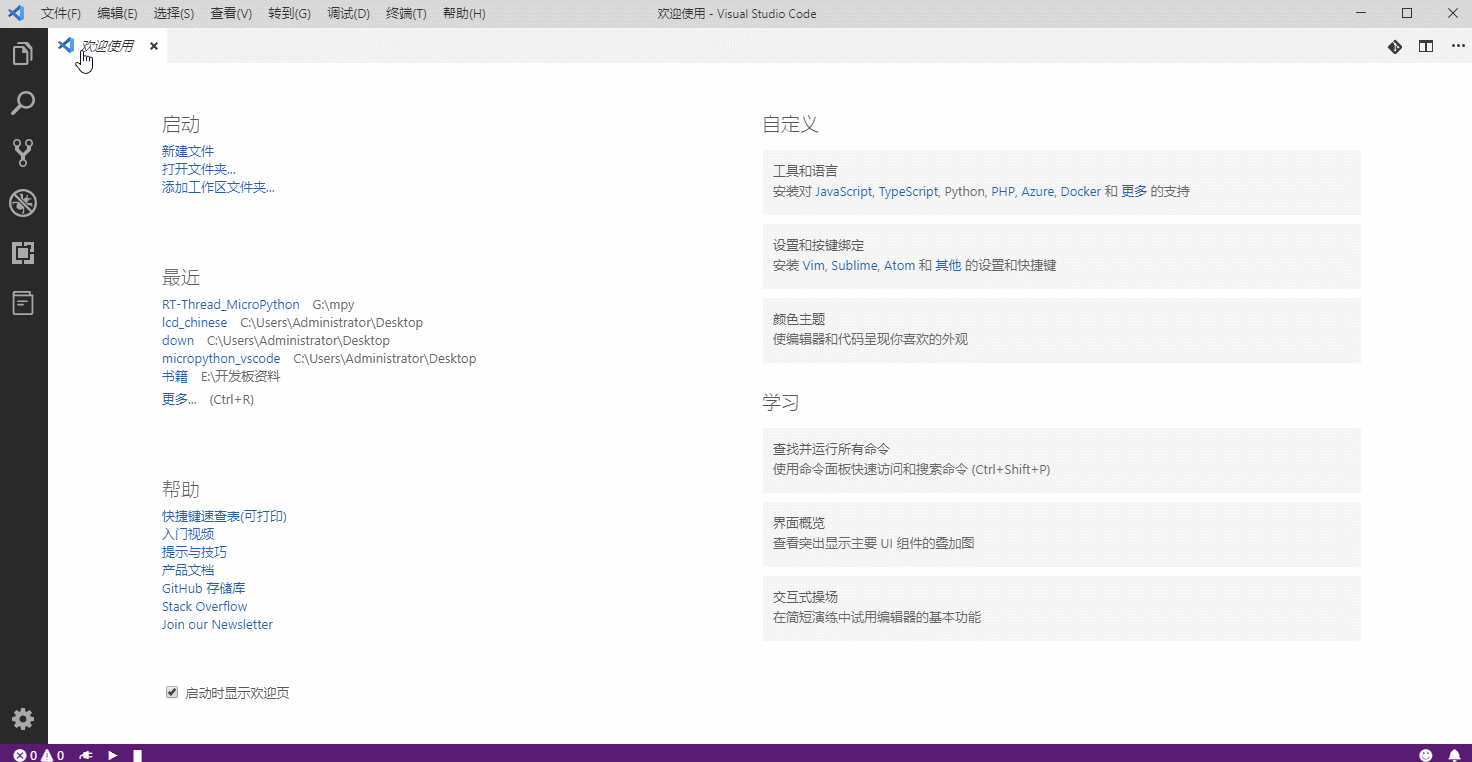 文件(F) 编辑(E) 选择(S) 查看(V) 转到(G) 调试(D) 终端(T) 帮助(H) 欢迎使用 - Visual Studio Code
欢迎使用
启动
新建文件
打开文件夹...
添加工作区文件夹...
最近
RT-Thread_MicroPython G:\mpy
lcd_chinese C:\Users\Administrator\Desktop
down C:\Users\Administrator\Desktop
micropython_vscode C:\Users\Administrator\Desktop
书籍 E:\开发板资料
更多... (Ctrl+R)
帮助
快捷键速查表(可打印)
入门视频
提示与技巧
产品文档
GitHub 存储库
Stack Overflow
Join our Newsletter
启动时显示欢迎页
自定义
工具和语言
安装对 JavaScript, TypeScript, Python, PHP, Azure, Docker 和 更多 的支持
设置和按键绑定
安装 Vim, Sublime, Atom 和 其他 的设置和快捷键
颜色主题
使编辑器和代码呈现你喜欢的外观
学习
查找并运行所有命令
使用命令面板快速访问和搜索命令 (Ctrl+Shift+P)
界面概览
查看突出显示主要 UI 组件的叠加图
交互式操场
在简短演练中试用编辑器的基本功能
0 0